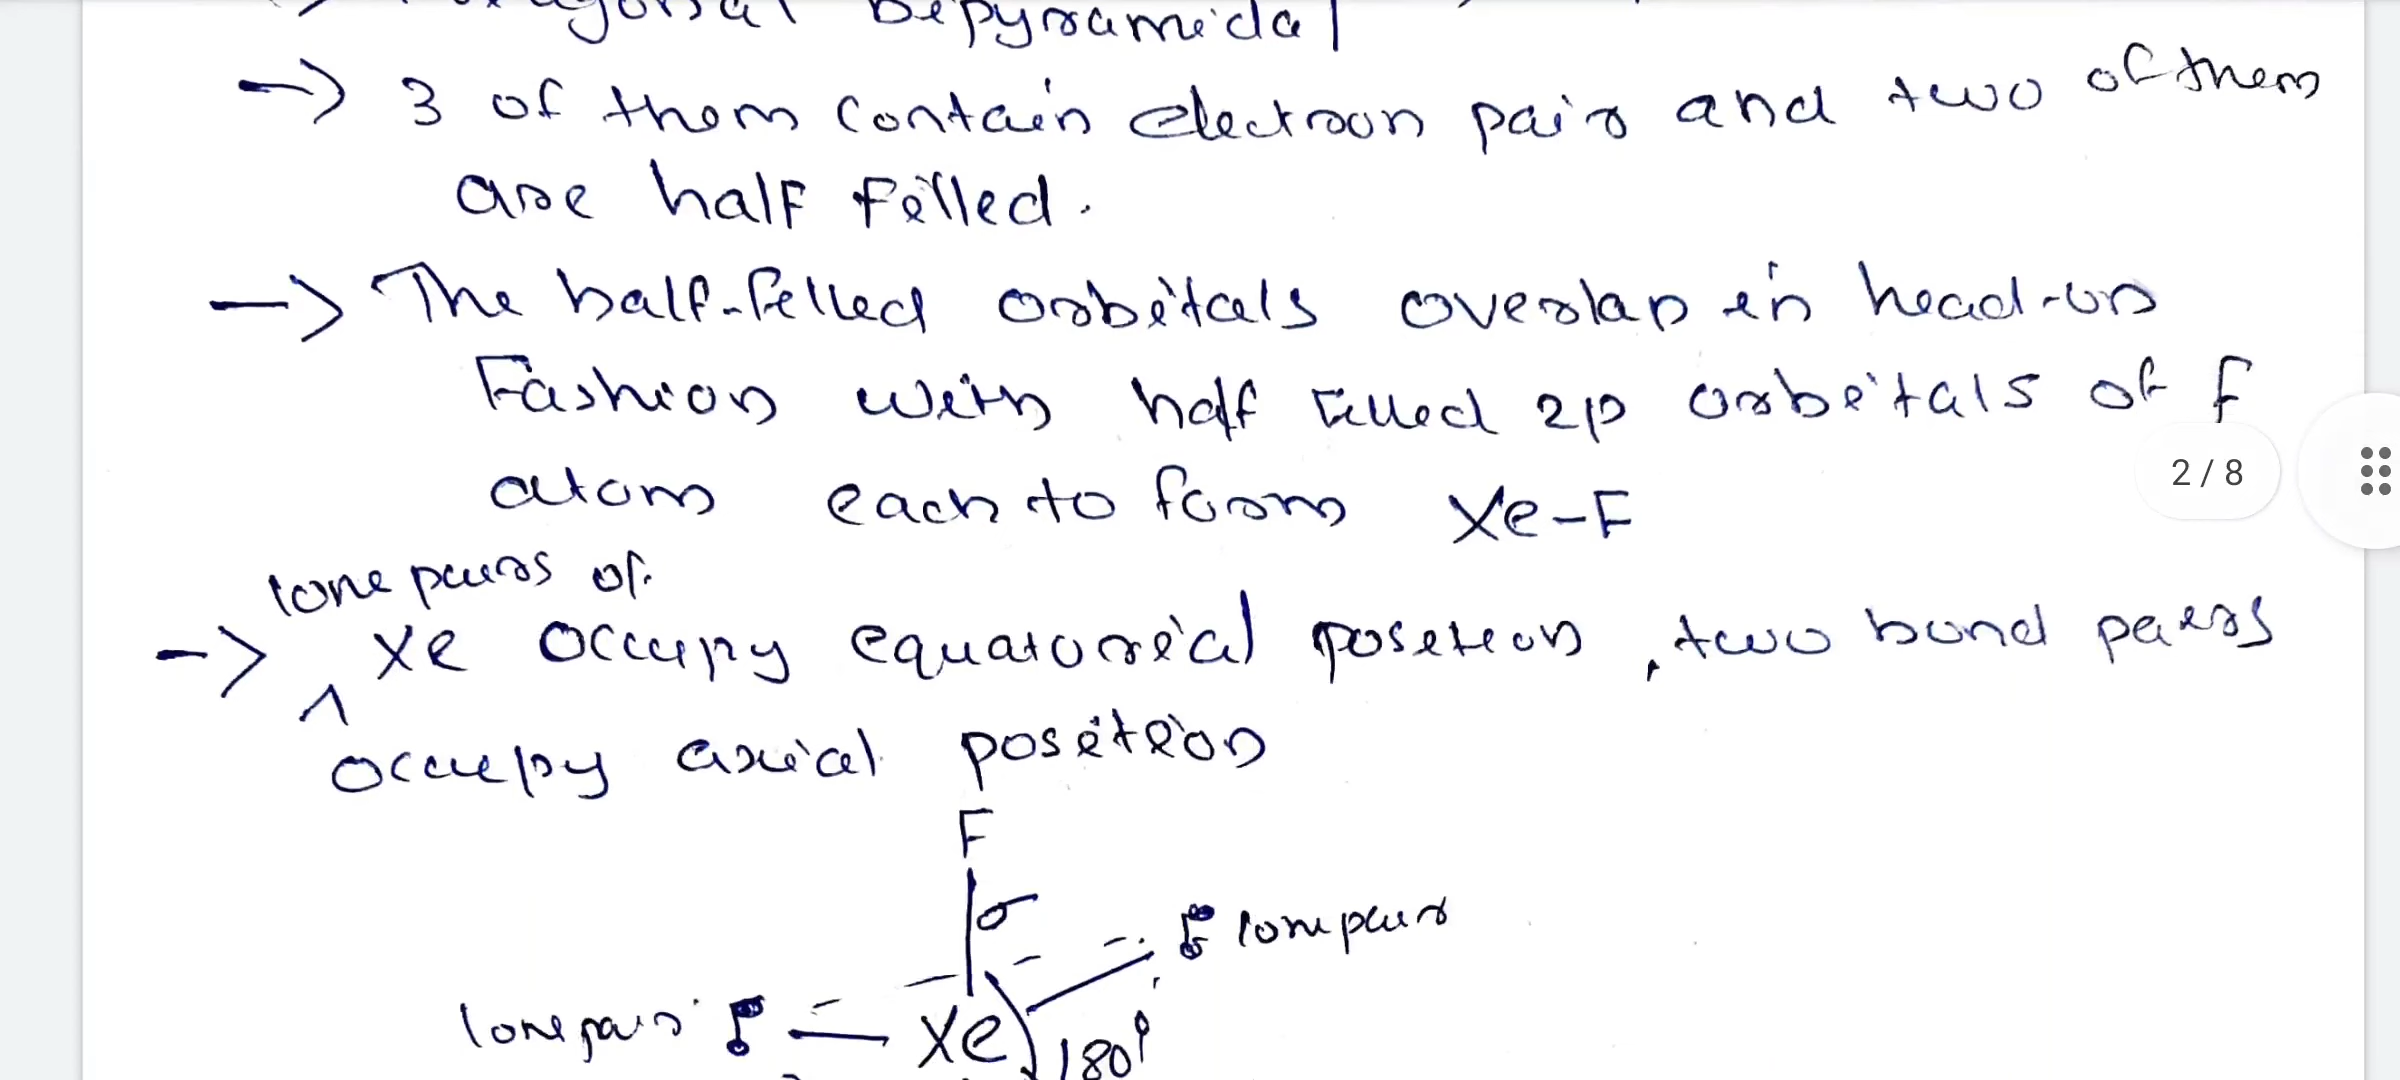 bipyramidal
-> 3 of them contain electron pair and two of them
are half filled.
-> The half-filled orbitals overlap in head-on
Fashion with half filled 2p orbitals of F
atom each to form Xe-F
lone pairs of
-> ^ Xe occupy equatorial position, two bond pairs
occupy axial position
F
σ
lone pair
lone pair Xe 180°
2 / 8